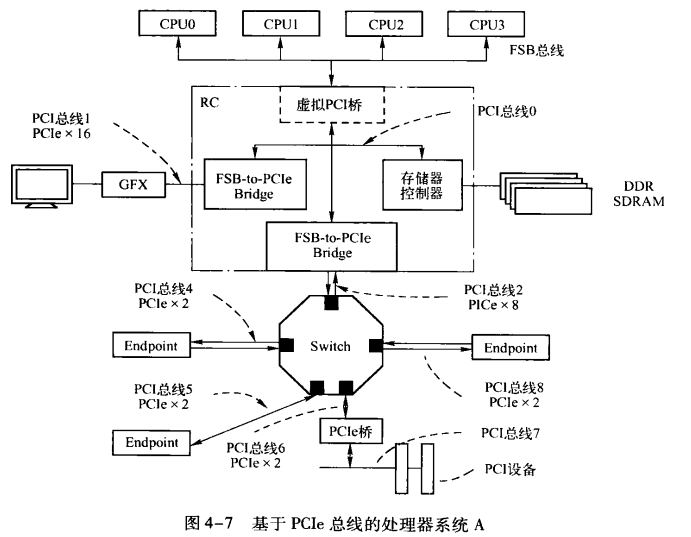 CPU0 CPU1 CPU2 CPU3
FSB总线
RC
虚拟PCI桥
PCI总线0
PCI总线1
PCIe×16
GFX
FSB-to-PCIe
Bridge
存储器
控制器
DDR
SDRAM
FSB-to-PCIe
Bridge
PCI总线4
PCIe×2
PCI总线2
PICe×8
Endpoint
Switch
Endpoint
PCI总线5
PCIe×2
PCI总线8
PCIe×2
Endpoint
PCI总线6
PCIe×2
PCIe桥
PCI总线7
PCI设备
图4-7 基于PCIe总线的处理器系统A